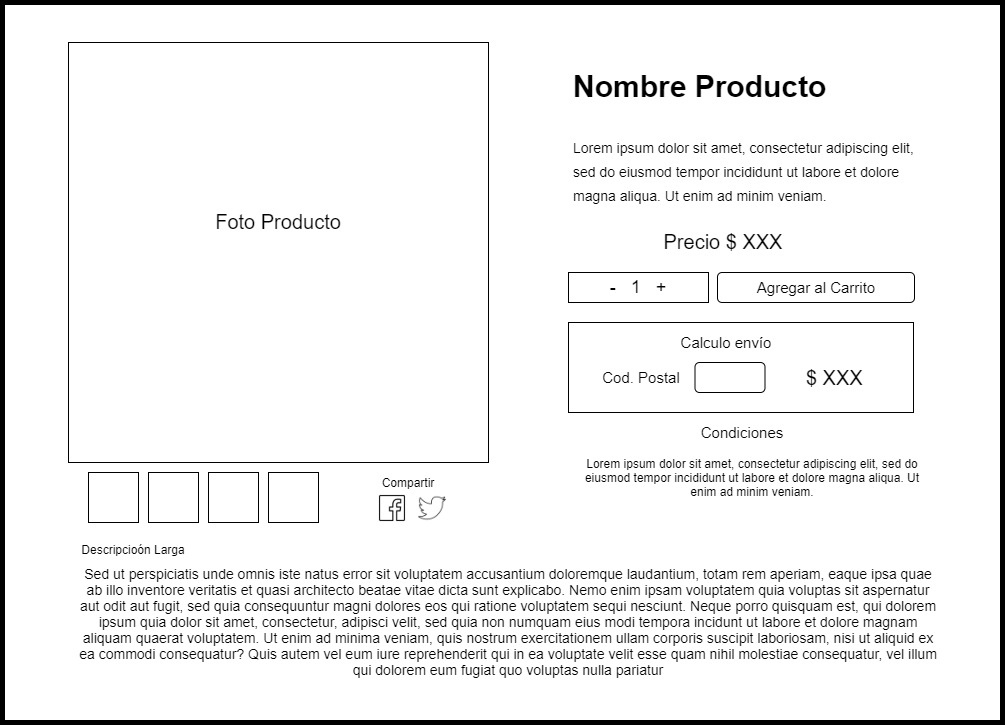 Foto Producto
Compartir
Nombre Producto
Lorem ipsum dolor sit amet, consectetur adipiscing elit,
sed do eiusmod tempor incididunt ut labore et dolore
magna aliqua. Ut enim ad minim veniam.
Precio $ XXX
- 1 +
Agregar al Carrito
Calculo envío
Cod. Postal
$ XXX
Condiciones
Lorem ipsum dolor sit amet, consectetur adipiscing elit, sed do
eiusmod tempor incididunt ut labore et dolore magna aliqua. Ut
enim ad minim veniam.
Descripcioón Larga
Sed ut perspiciatis unde omnis iste natus error sit voluptatem accusantium doloremque laudantium, totam rem aperiam, eaque ipsa quae
ab illo inventore veritatis et quasi architecto beatae vitae dicta sunt explicabo. Nemo enim ipsam voluptatem quia voluptas sit aspernatur
aut odit aut fugit, sed quia consequuntur magni dolores eos qui ratione voluptatem sequi nesciunt. Neque porro quisquam est, qui dolorem
ipsum quia dolor sit amet, consectetur, adipisci velit, sed quia non numquam eius modi tempora incidunt ut labore et dolore magnam
aliquam quaerat voluptatem. Ut enim ad minima veniam, quis nostrum exercitationem ullam corporis suscipit laboriosam, nisi ut aliquid ex
ea commodi consequatur? Quis autem vel eum iure reprehenderit qui in ea voluptate velit esse quam nihil molestiae consequatur, vel illum
qui dolorem eum fugiat quo voluptas nulla pariatur